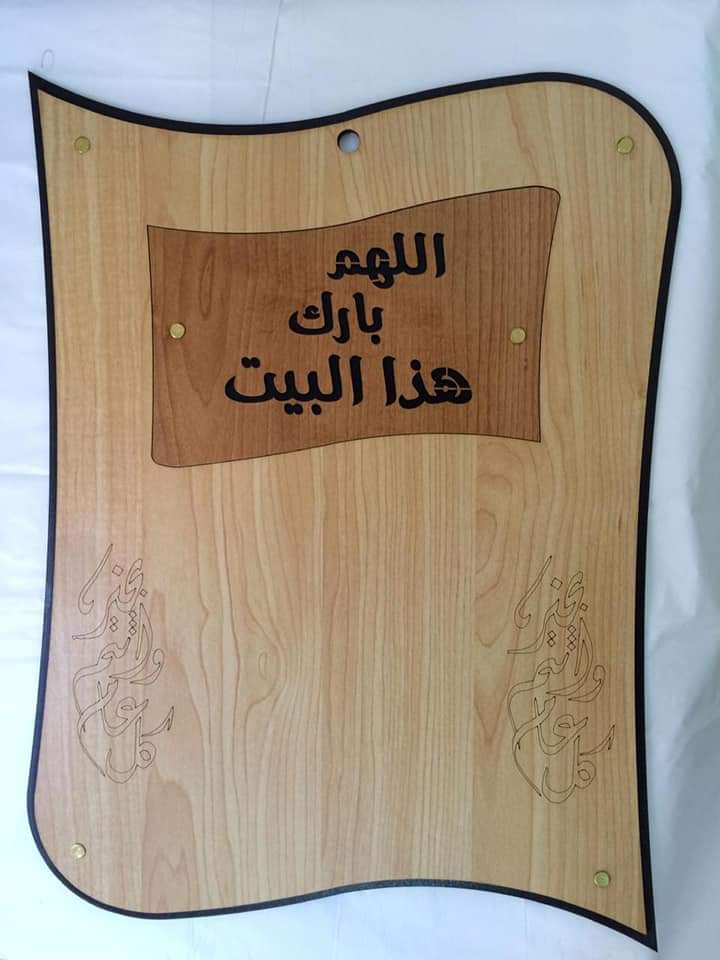 اللهم
بارك
هذا البيت
كل عام
وانتم
بخير
كل عام
وانتم
بخير